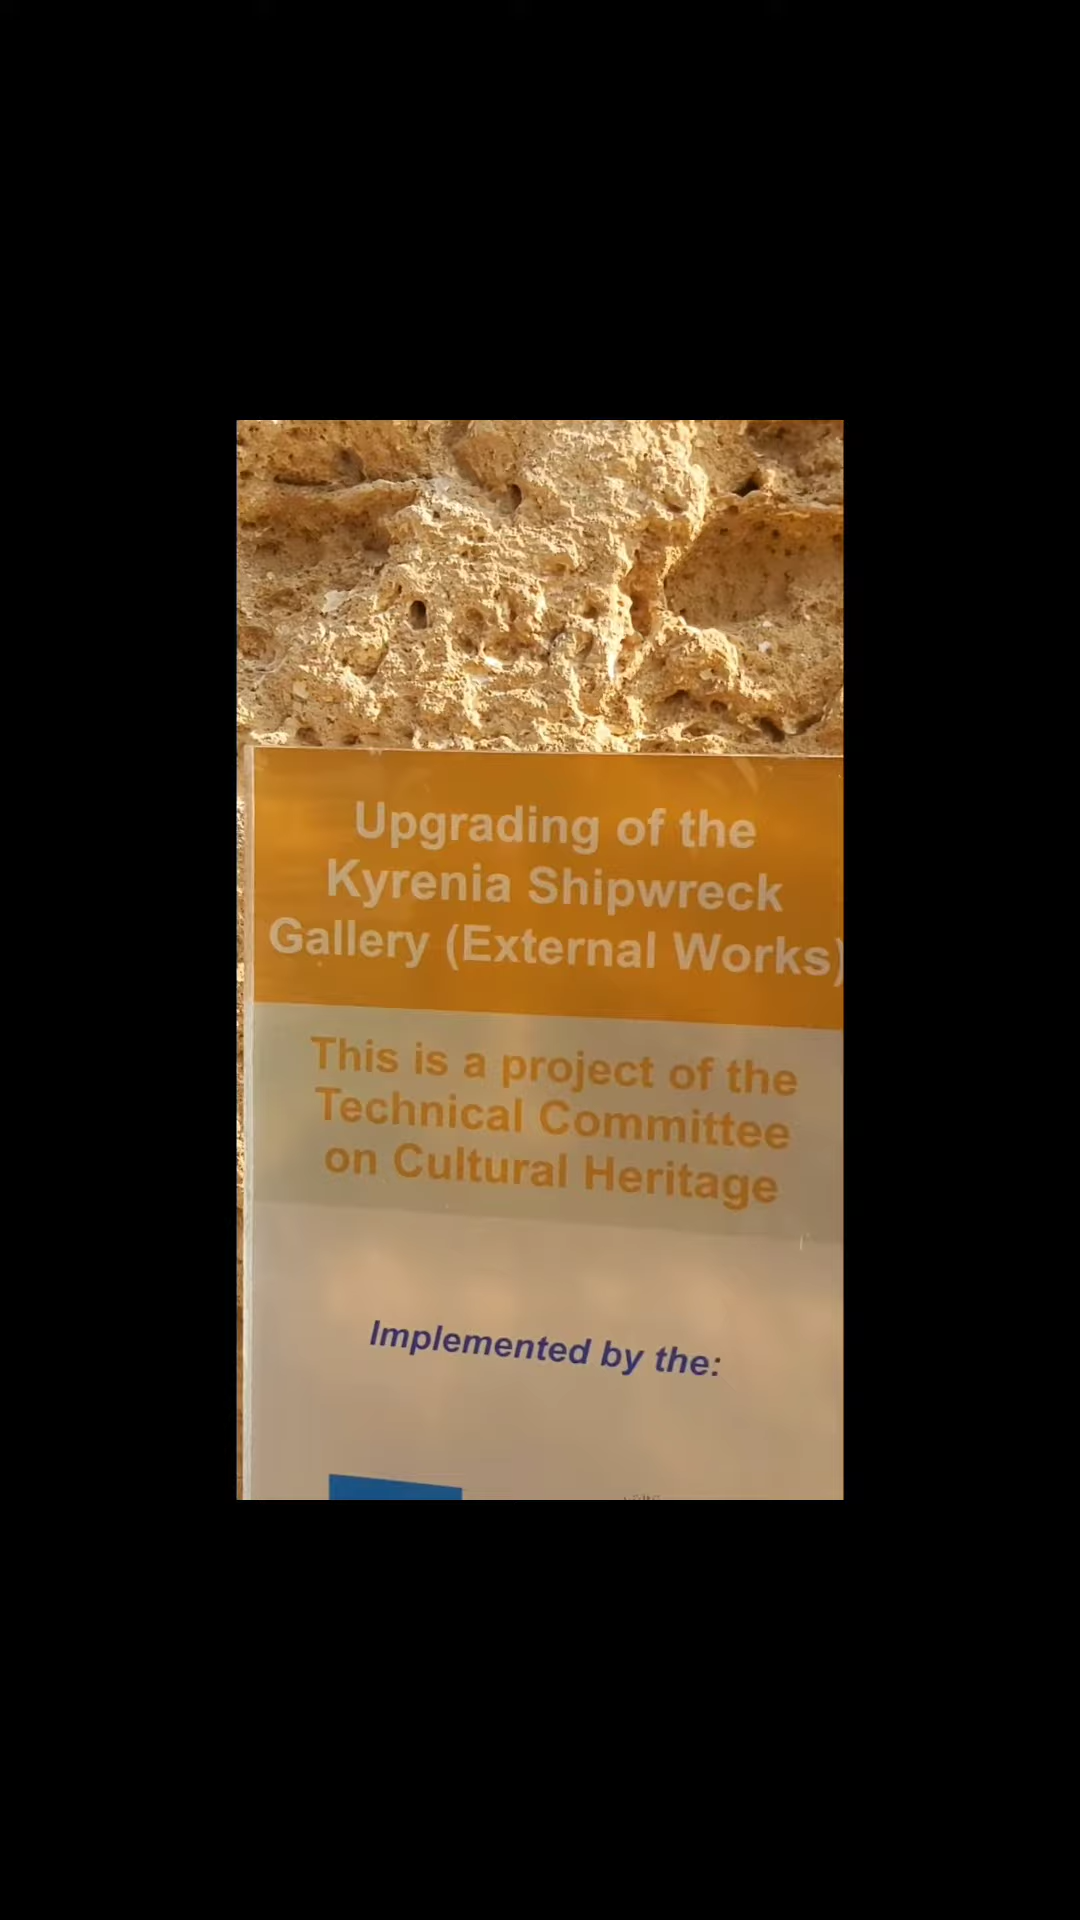 Upgrading of the
Kyrenia Shipwreck
Gallery (External Works)
This is a project of the
Technical Committee
on Cultural Heritage
Implemented by the: